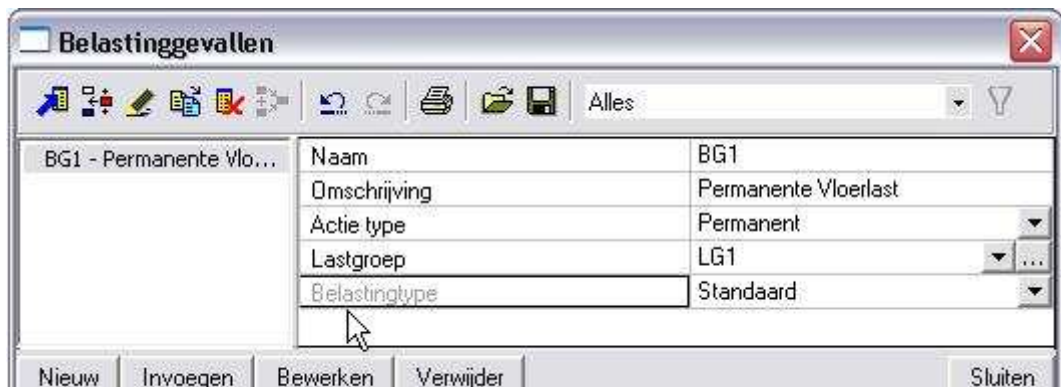 Belastinggevallen
Alles
BG1 - Permanente Vlo...
Naam BG1
Omschrijving Permanente Vloerlast
Actie type Permanent
Lastgroep LG1 ...
Belastingtype Standaard
Nieuw Invoegen Bewerken Verwijder Sluiten